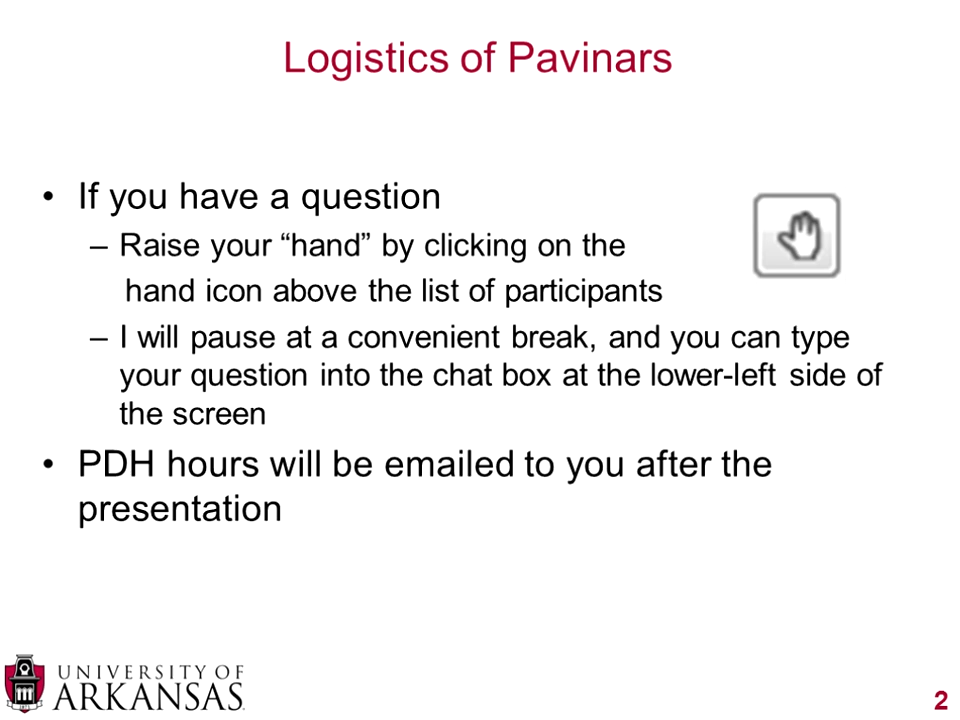 Logistics of Pavinars
• If you have a question
– Raise your “hand” by clicking on the
hand icon above the list of participants
– I will pause at a convenient break, and you can type
your question into the chat box at the lower-left side of
the screen
• PDH hours will be emailed to you after the
presentation
UNIVERSITY OF
ARKANSAS
2